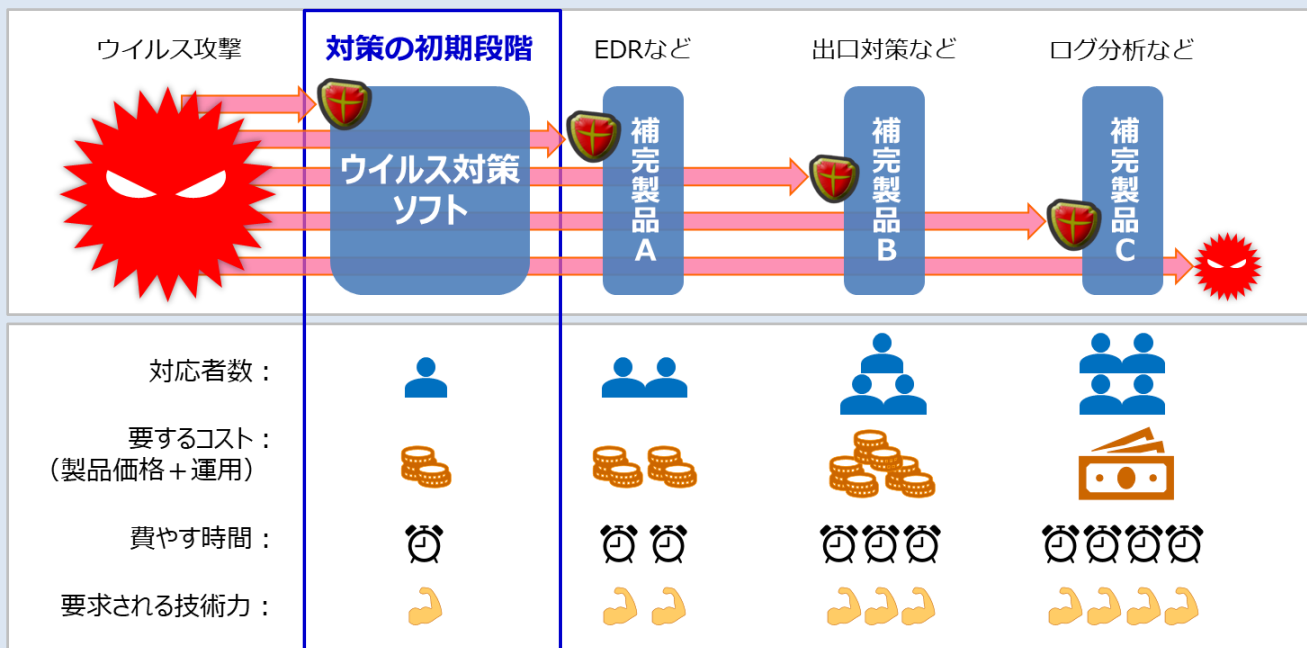 ウイルス攻撃
対策の初期段階
EDRなど
出口対策など
ログ分析など
ウイルス対策
ソフト
補完製品A
補完製品B
補完製品C
対応者数：
要するコスト：
（製品価格＋運用）
費やす時間：
要求される技術力：